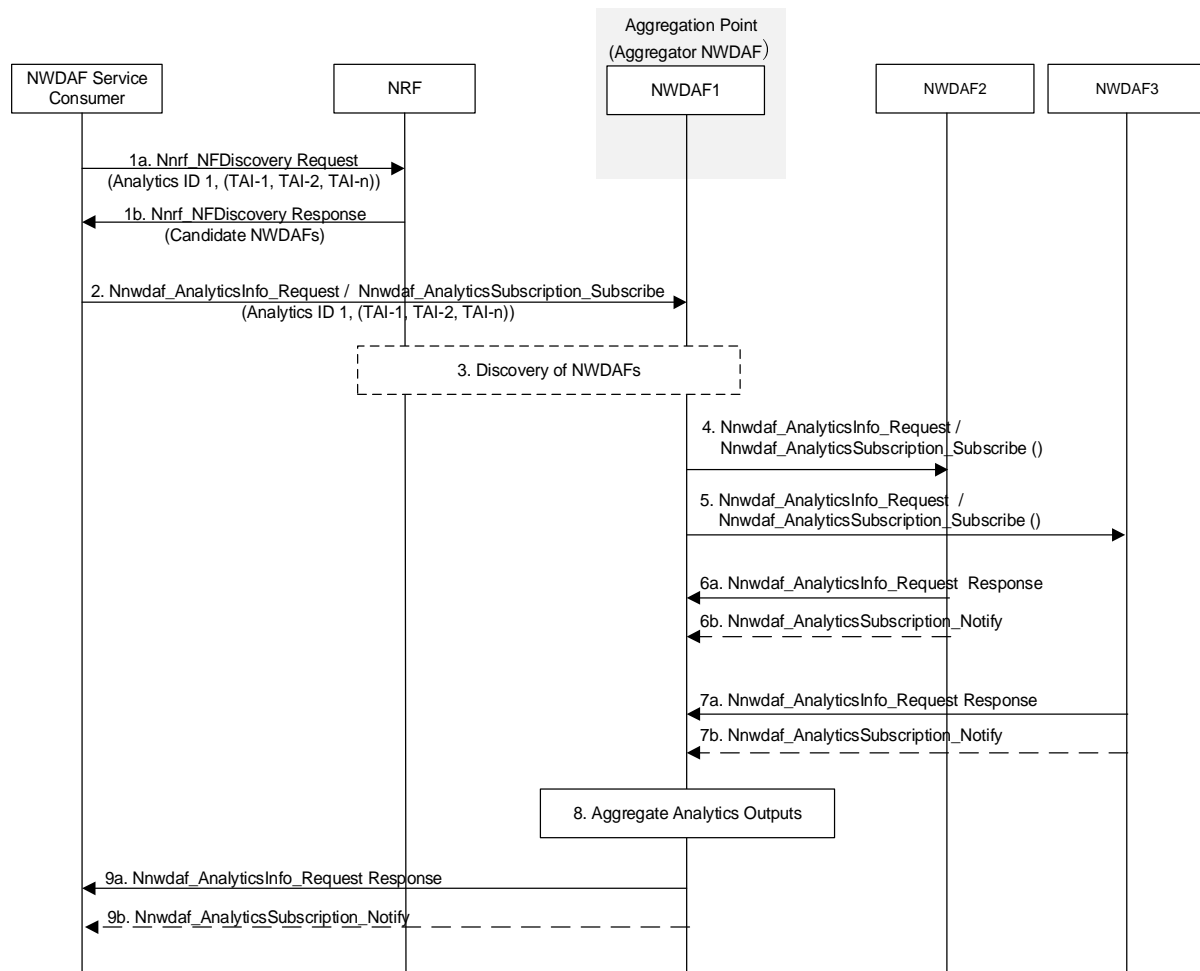 Aggregation Point
(Aggregator NWDAF）
NWDAF Service
Consumer
NRF
NWDAF1
NWDAF2
NWDAF3
1a. Nnrf_NFDiscovery Request
(Analytics ID 1, (TAI-1, TAI-2, TAI-n))
1b. Nnrf_NFDiscovery Response
(Candidate NWDAFs)
2. Nnwdaf_AnalyticsInfo_Request / Nnwdaf_AnalyticsSubscription_Subscribe
(Analytics ID 1, (TAI-1, TAI-2, TAI-n))
3. Discovery of NWDAFs
4. Nnwdaf_AnalyticsInfo_Request /
Nnwdaf_AnalyticsSubscription_Subscribe ()
5. Nnwdaf_AnalyticsInfo_Request /
Nnwdaf_AnalyticsSubscription_Subscribe ()
6a. Nnwdaf_AnalyticsInfo_Request Response
6b. Nnwdaf_AnalyticsSubscription_Notify
7a. Nnwdaf_AnalyticsInfo_Request Response
7b. Nnwdaf_AnalyticsSubscription_Notify
8. Aggregate Analytics Outputs
9a. Nnwdaf_AnalyticsInfo_Request Response
9b. Nnwdaf_AnalyticsSubscription_Notify